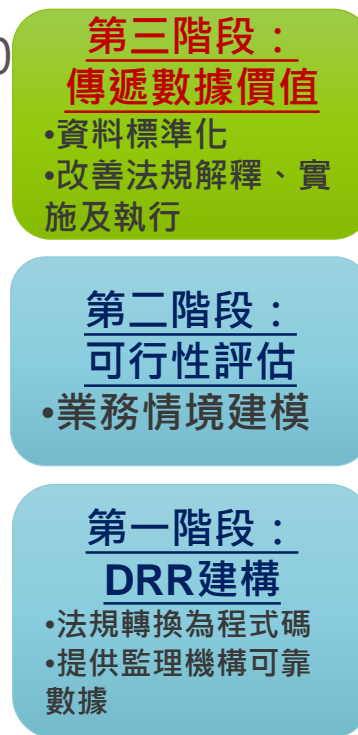 第三階段：
傳遞數據價值
•資料標準化
•改善法規解釋、實
施及執行
第二階段：
可行性評估
•業務情境建模
第一階段：
DRR建構
•法規轉換為程式碼
•提供監理機構可靠
數據